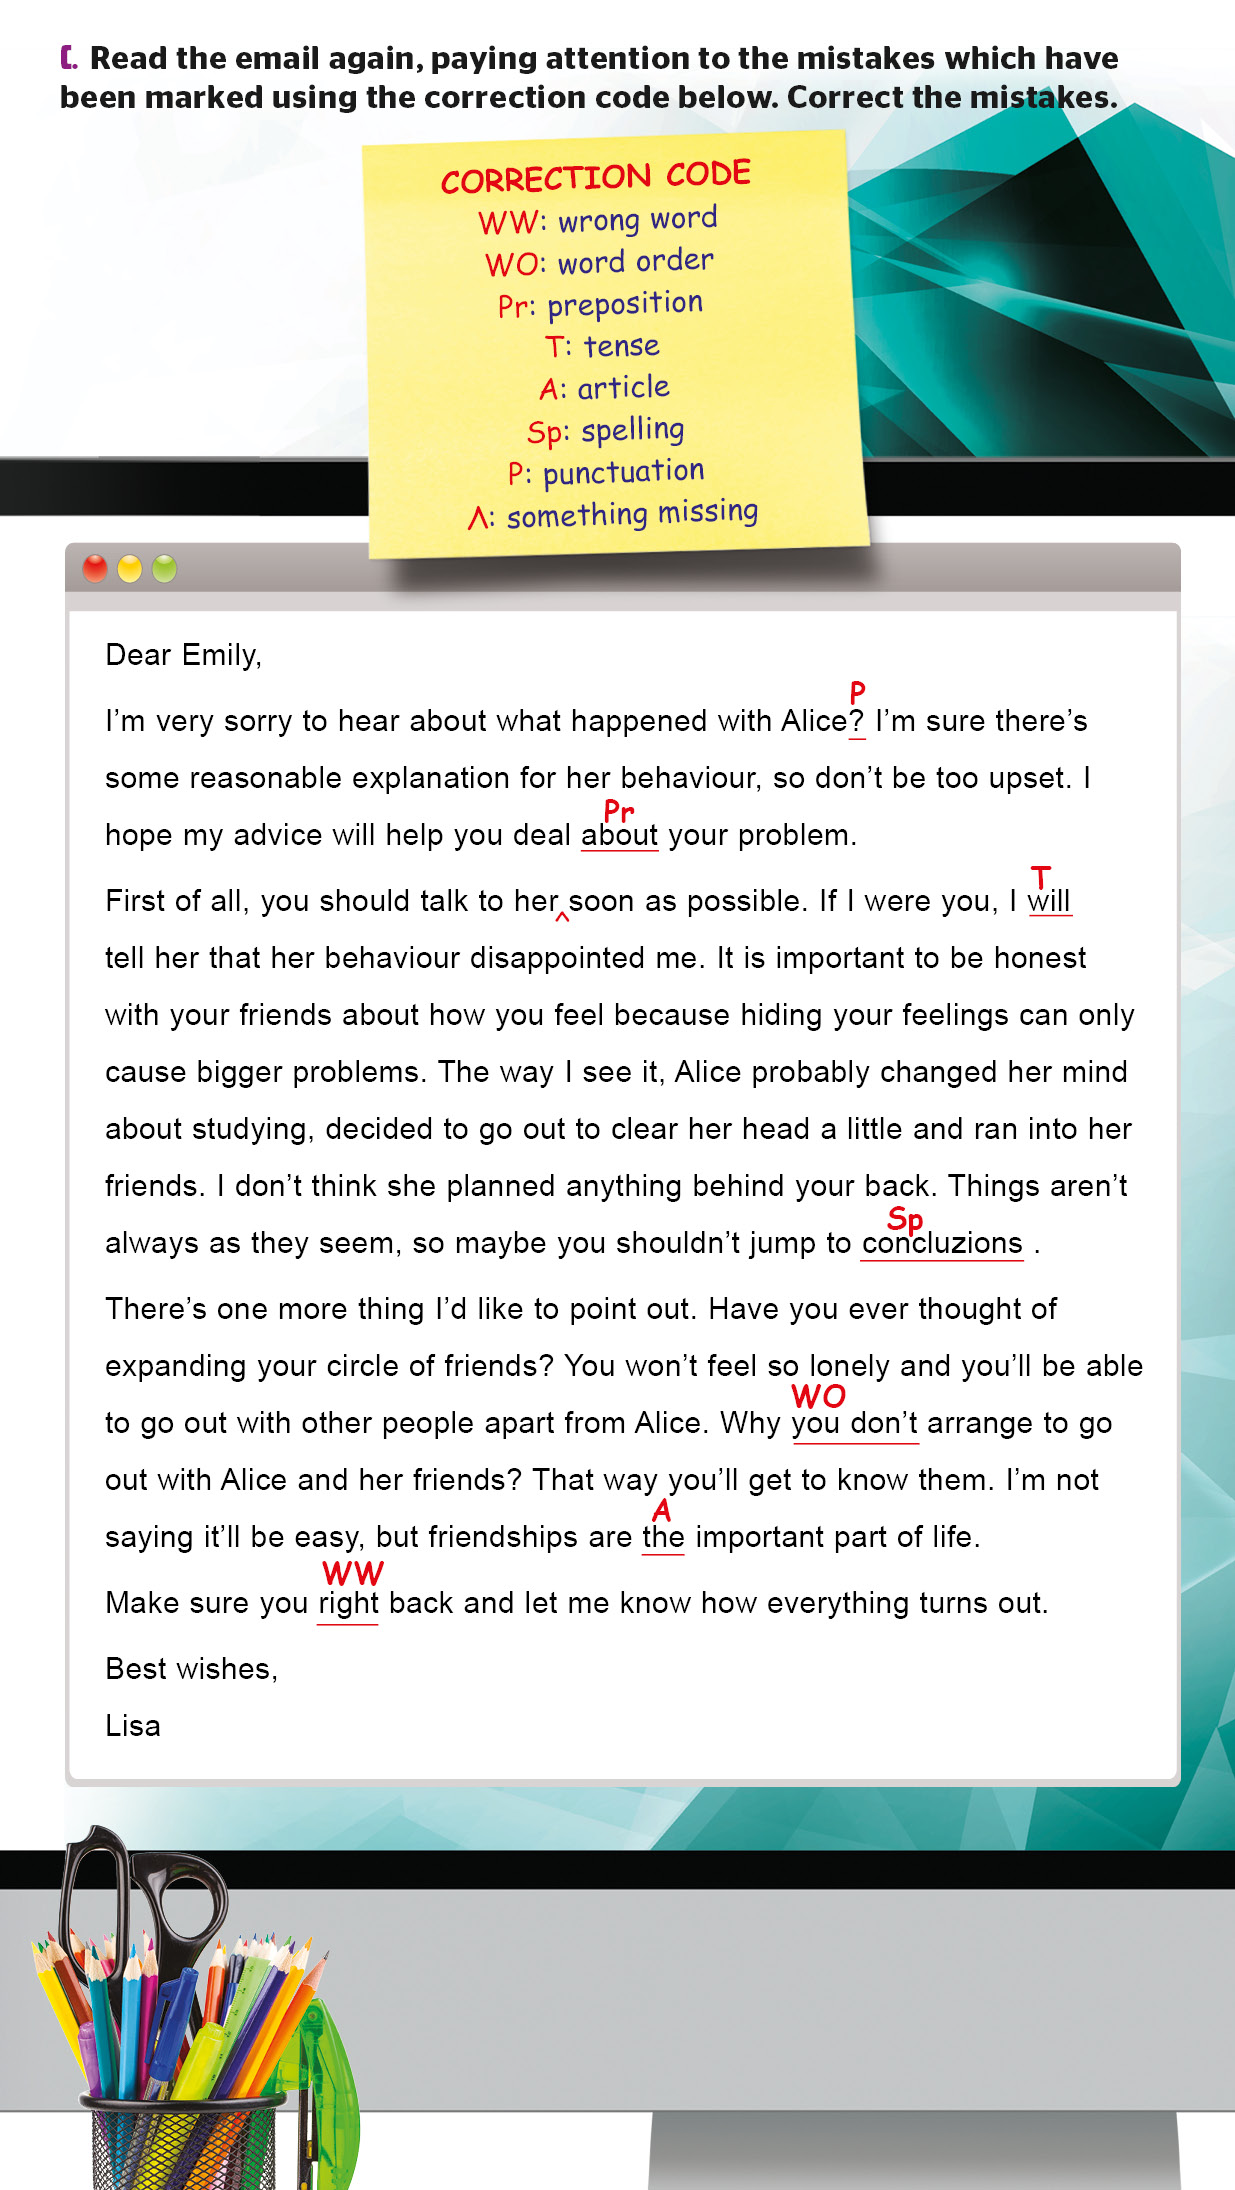 C. Read the email again, paying attention to the mistakes which have
been marked using the correction code below. Correct the mistakes.
CORRECTION CODE
WW: wrong word
WO: word order
Pr: preposition
T: tense
A: article
Sp: spelling
P: punctuation
Λ: something missing
Dear Emily,
P
I'm very sorry to hear about what happened with Alice? I'm sure there's
some reasonable explanation for her behaviour, so don't be too upset. I
Pr
hope my advice will help you deal about your problem.
T
First of all, you should talk to her ^ soon as possible. If I were you, I will
tell her that her behaviour disappointed me. It is important to be honest
with your friends about how you feel because hiding your feelings can only
cause bigger problems. The way I see it, Alice probably changed her mind
about studying, decided to go out to clear her head a little and ran into her
friends. I don't think she planned anything behind your back. Things aren't
Sp
always as they seem, so maybe you shouldn't jump to concluzions .
There's one more thing I'd like to point out. Have you ever thought of
expanding your circle of friends? You won't feel so lonely and you'll be able
WO
to go out with other people apart from Alice. Why you don't arrange to go
out with Alice and her friends? That way you'll get to know them. I'm not
A
saying it'll be easy, but friendships are the important part of life.
WW
Make sure you right back and let me know how everything turns out.
Best wishes,
Lisa